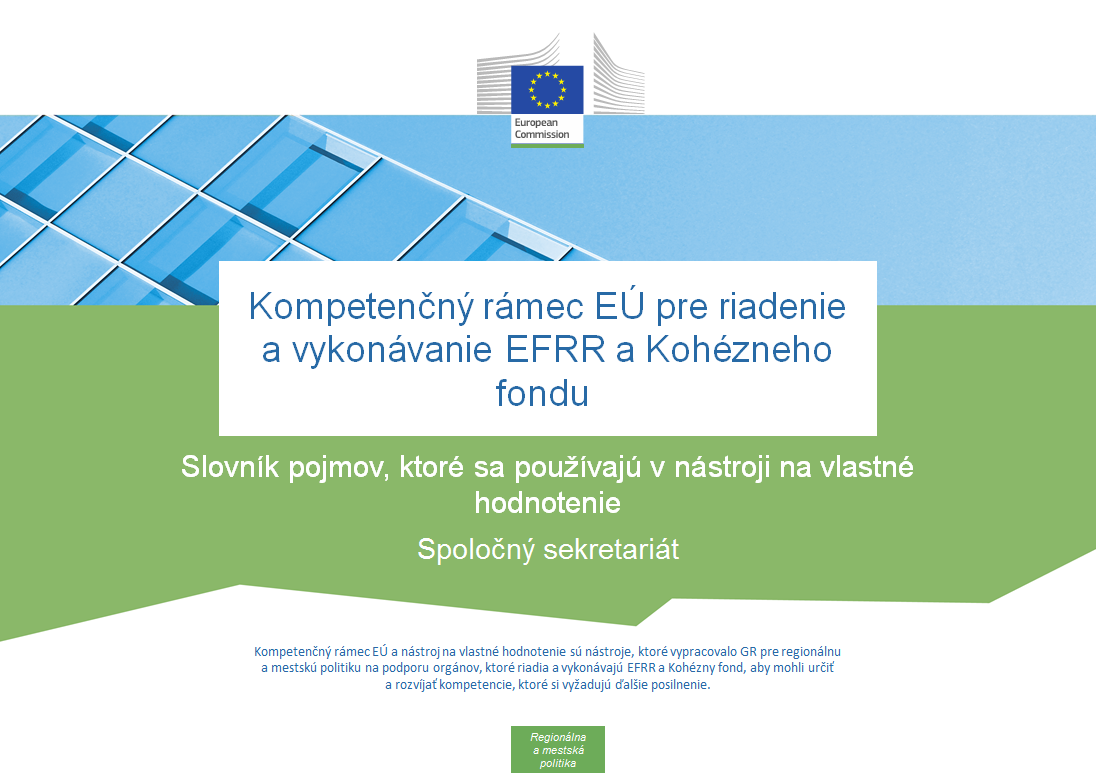 European
Commission
Kompetenčný rámec EÚ pre riadenie
a vykonávanie EFRR a Kohézneho
fondu
Slovník pojmov, ktoré sa používajú v nástroji na vlastné
hodnotenie
Spoločný sekretariát
Kompetenčný rámec EÚ a nástroj na vlastné hodnotenie sú nástroje, ktoré vypracovalo GR pre regionálnu
a mestskú politiku na podporu orgánov, ktoré riadia a vykonávajú EFRR a Kohézny fond, aby mohli určiť
a rozvíjať kompetencie, ktoré si vyžadujú ďalšie posilnenie.
Regionálna
a mestská
politika